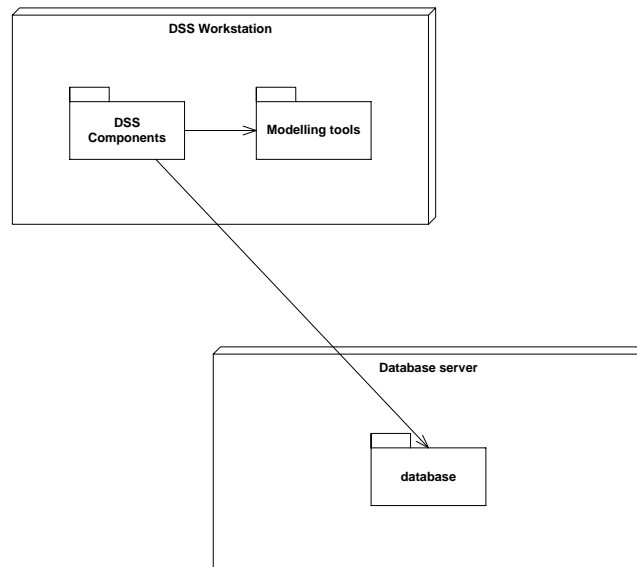 DSS Workstation
DSS
Components
Modelling tools
Database server
database